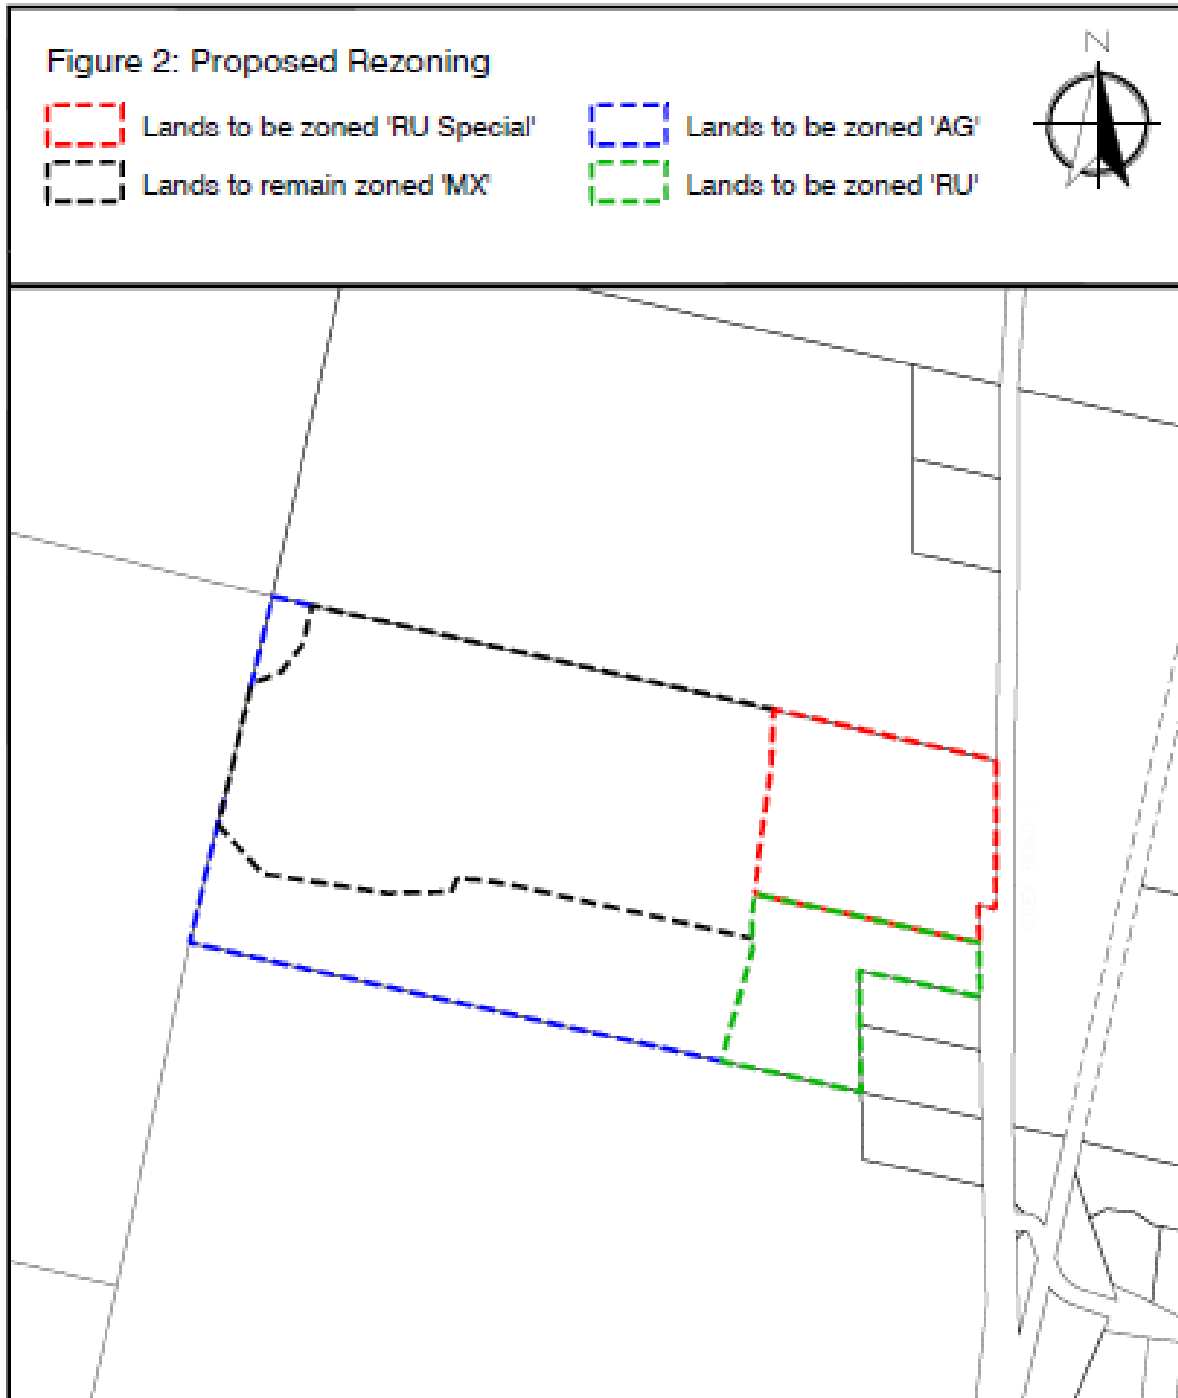 N
Figure 2: Proposed Rezoning
Lands to be zoned 'RU Special'
Lands to be zoned 'AG'
Lands to remain zoned 'MX'
Lands to be zoned 'RU'